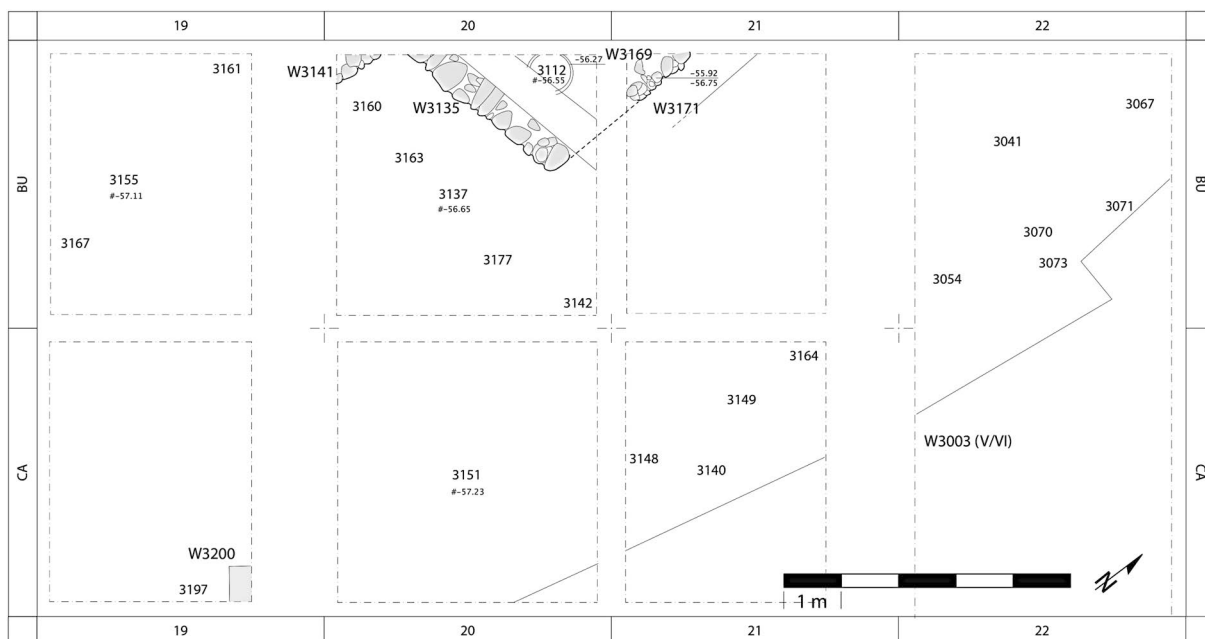 19 20 21 22
BU
3161
W3141
3160
W3135
3163
3155
#-57.11
3137
#-56.65
3167
3177
3142
3112
#-56.55
-56.27
W3169
-55.92
-56.75
W3171
3067
3041
3071
3070
3073
3054
BU
CA
3164
3149
3148
3140
3151
#-57.23
W3003 (V/VI)
W3200
3197
CA
1 m
N
19 20 21 22